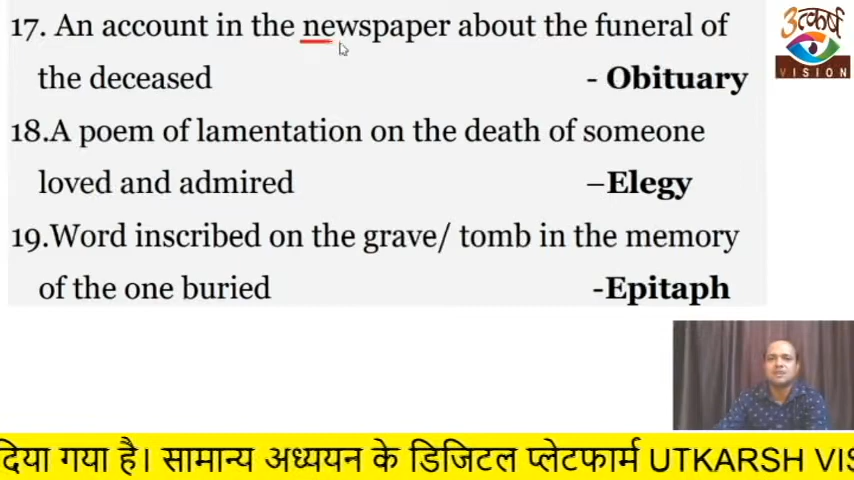 17. An account in the newspaper about the funeral of
the deceased - Obituary
18.A poem of lamentation on the death of someone
loved and admired –Elegy
19.Word inscribed on the grave/ tomb in the memory
of the one buried -Epitaph
उत्कर्ष
VISION
दिया गया है। सामान्य अध्ययन के डिजिटल प्लेटफार्म UTKARSH VIS